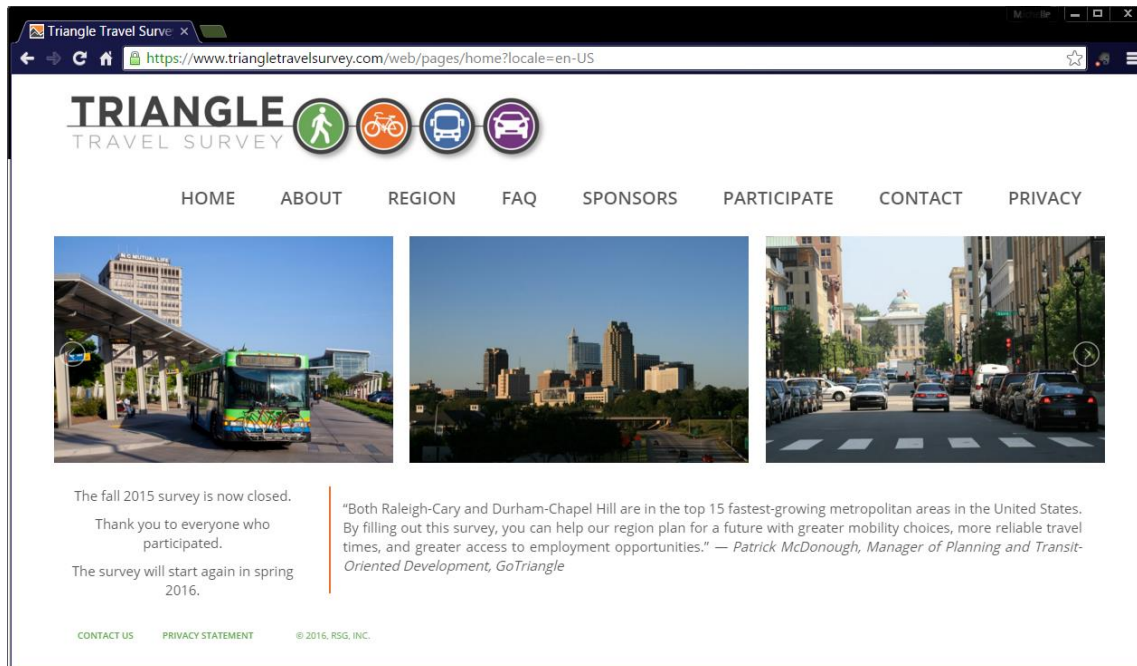 Michelle
Triangle Travel Surve
https://www.triangletravelsurvey.com/web/pages/home?locale=en-US
TRIANGLE
TRAVEL SURVEY
HOME ABOUT REGION FAQ SPONSORS PARTICIPATE CONTACT PRIVACY
N C MUTUAL LIFE
The fall 2015 survey is now closed.
Thank you to everyone who
participated.
The survey will start again in spring
2016.
“Both Raleigh-Cary and Durham-Chapel Hill are in the top 15 fastest-growing metropolitan areas in the United States.
By filling out this survey, you can help our region plan for a future with greater mobility choices, more reliable travel
times, and greater access to employment opportunities.” — Patrick McDonough, Manager of Planning and Transit-
Oriented Development, GoTriangle
CONTACT US PRIVACY STATEMENT © 2016, RSG, INC.